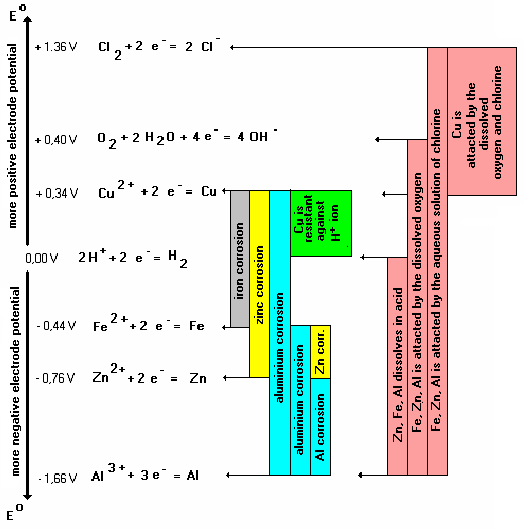 E⁰
more positive electrode potential
+ 1.36 V Cl₂ + 2 e⁻ = 2 Cl⁻
+ 0,40 V O₂ + 2 H₂O + 4 e⁻ = 4 OH⁻
+ 0,34 V Cu²⁺ + 2 e⁻ = Cu
0,00 V 2 H⁺ + 2 e⁻ = H₂
- 0,44 V Fe²⁺ + 2 e⁻ = Fe
- 0,76 V Zn²⁺ + 2 e⁻ = Zn
- 1,66 V Al³⁺ + 3 e⁻ = Al
more negative electrode potential
E⁰
iron corrosion
zinc corrosion
aluminium corrosion
Cu is
resistant
against
H⁺ ion
aluminium corrosion
Zn corr.
Al corrosion
Zn, Fe, Al dissolves in acid
Fe, Zn, Al is attacked by the dissolved oxygen
Fe, Zn, Al is attacked by the aqueous solution of chlorine
Cu is
attacted by the
dissolved
oxygen and chlorine